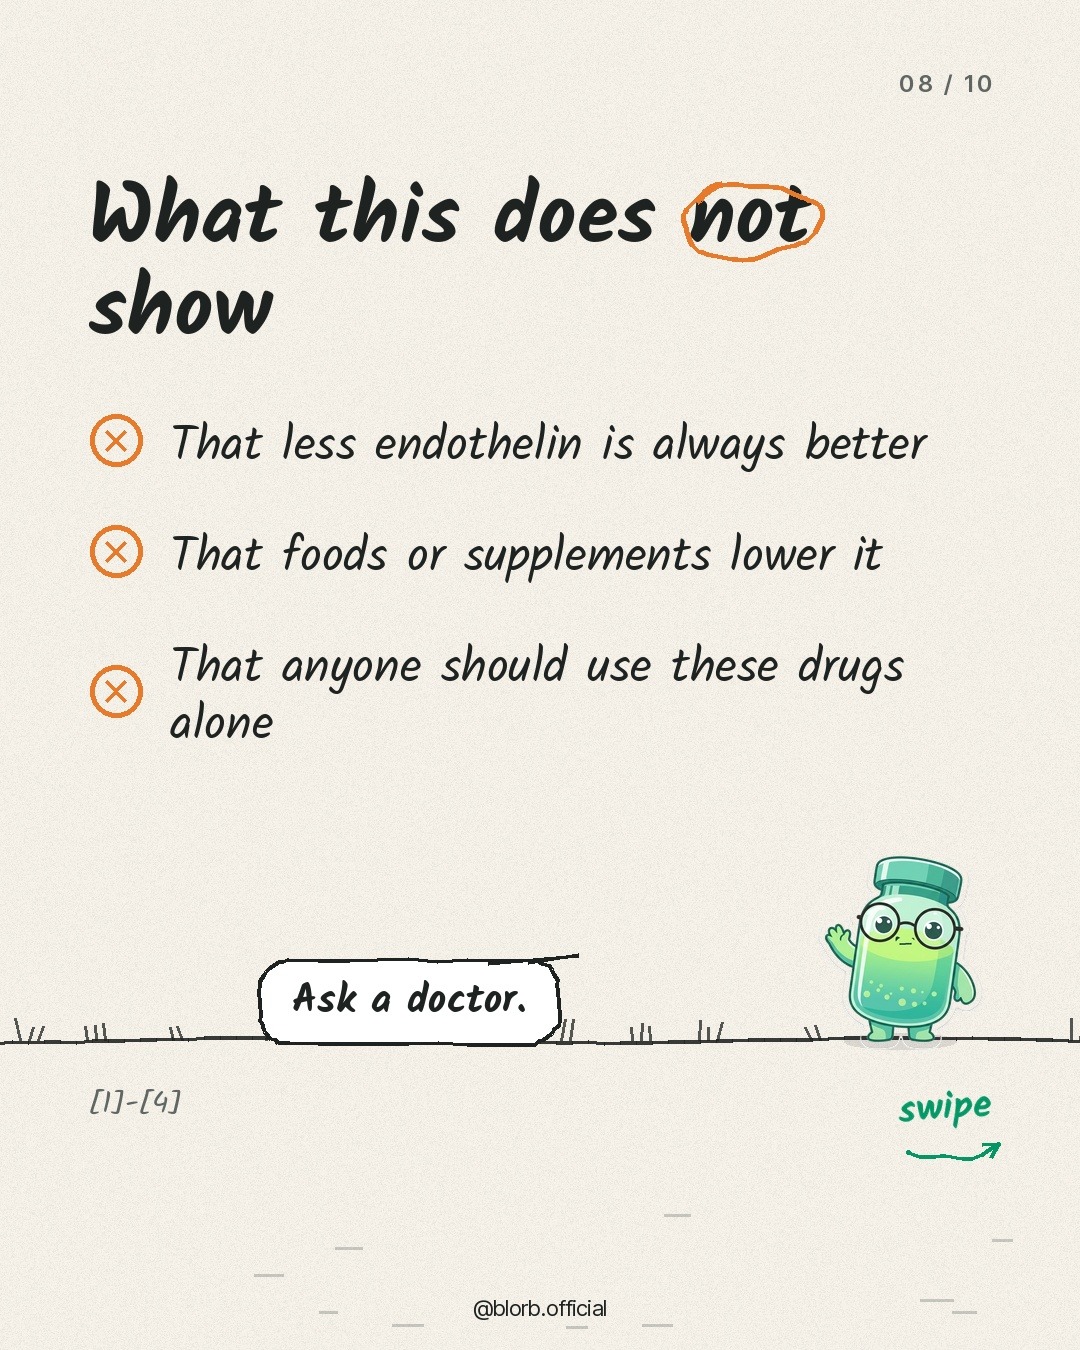 08 / 10
What this does not
show
That less endothelin is always better
That foods or supplements lower it
That anyone should use these drugs
alone
Ask a doctor.
[1]-[4]
swipe
@blorb.official